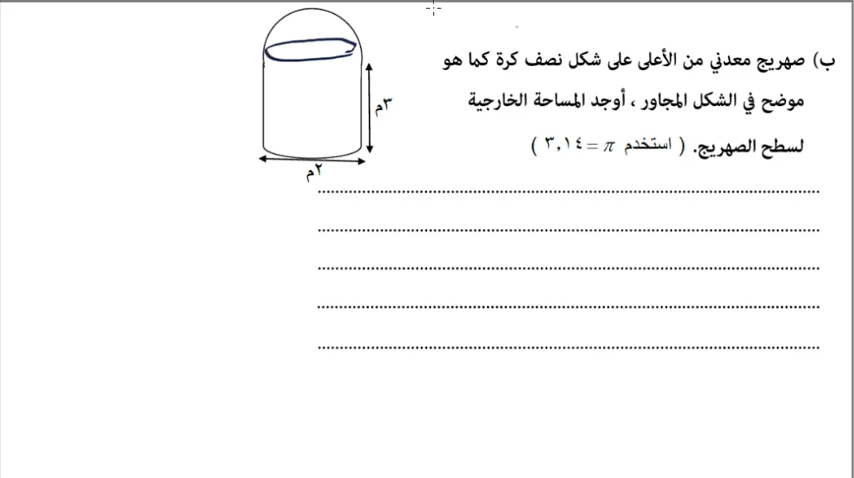 ب) صهريج معدني من الأعلى على شكل نصف كرة كما هو
موضح في الشكل المجاور ، أوجد المساحة الخارجية
لسطح الصهريج. ( استخدم π = ٣,١٤ )
٣م
٢م